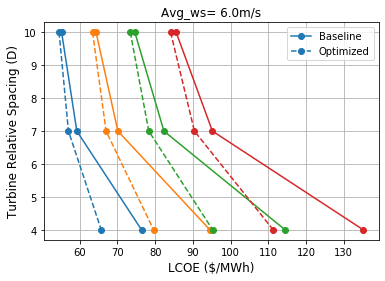 Avg_ws= 6.0m/s
Baseline
Optimized
Turbine Relative Spacing (D)
10
9
8
7
6
5
4
60 70 80 90 100 110 120 130
LCOE ($/MWh)